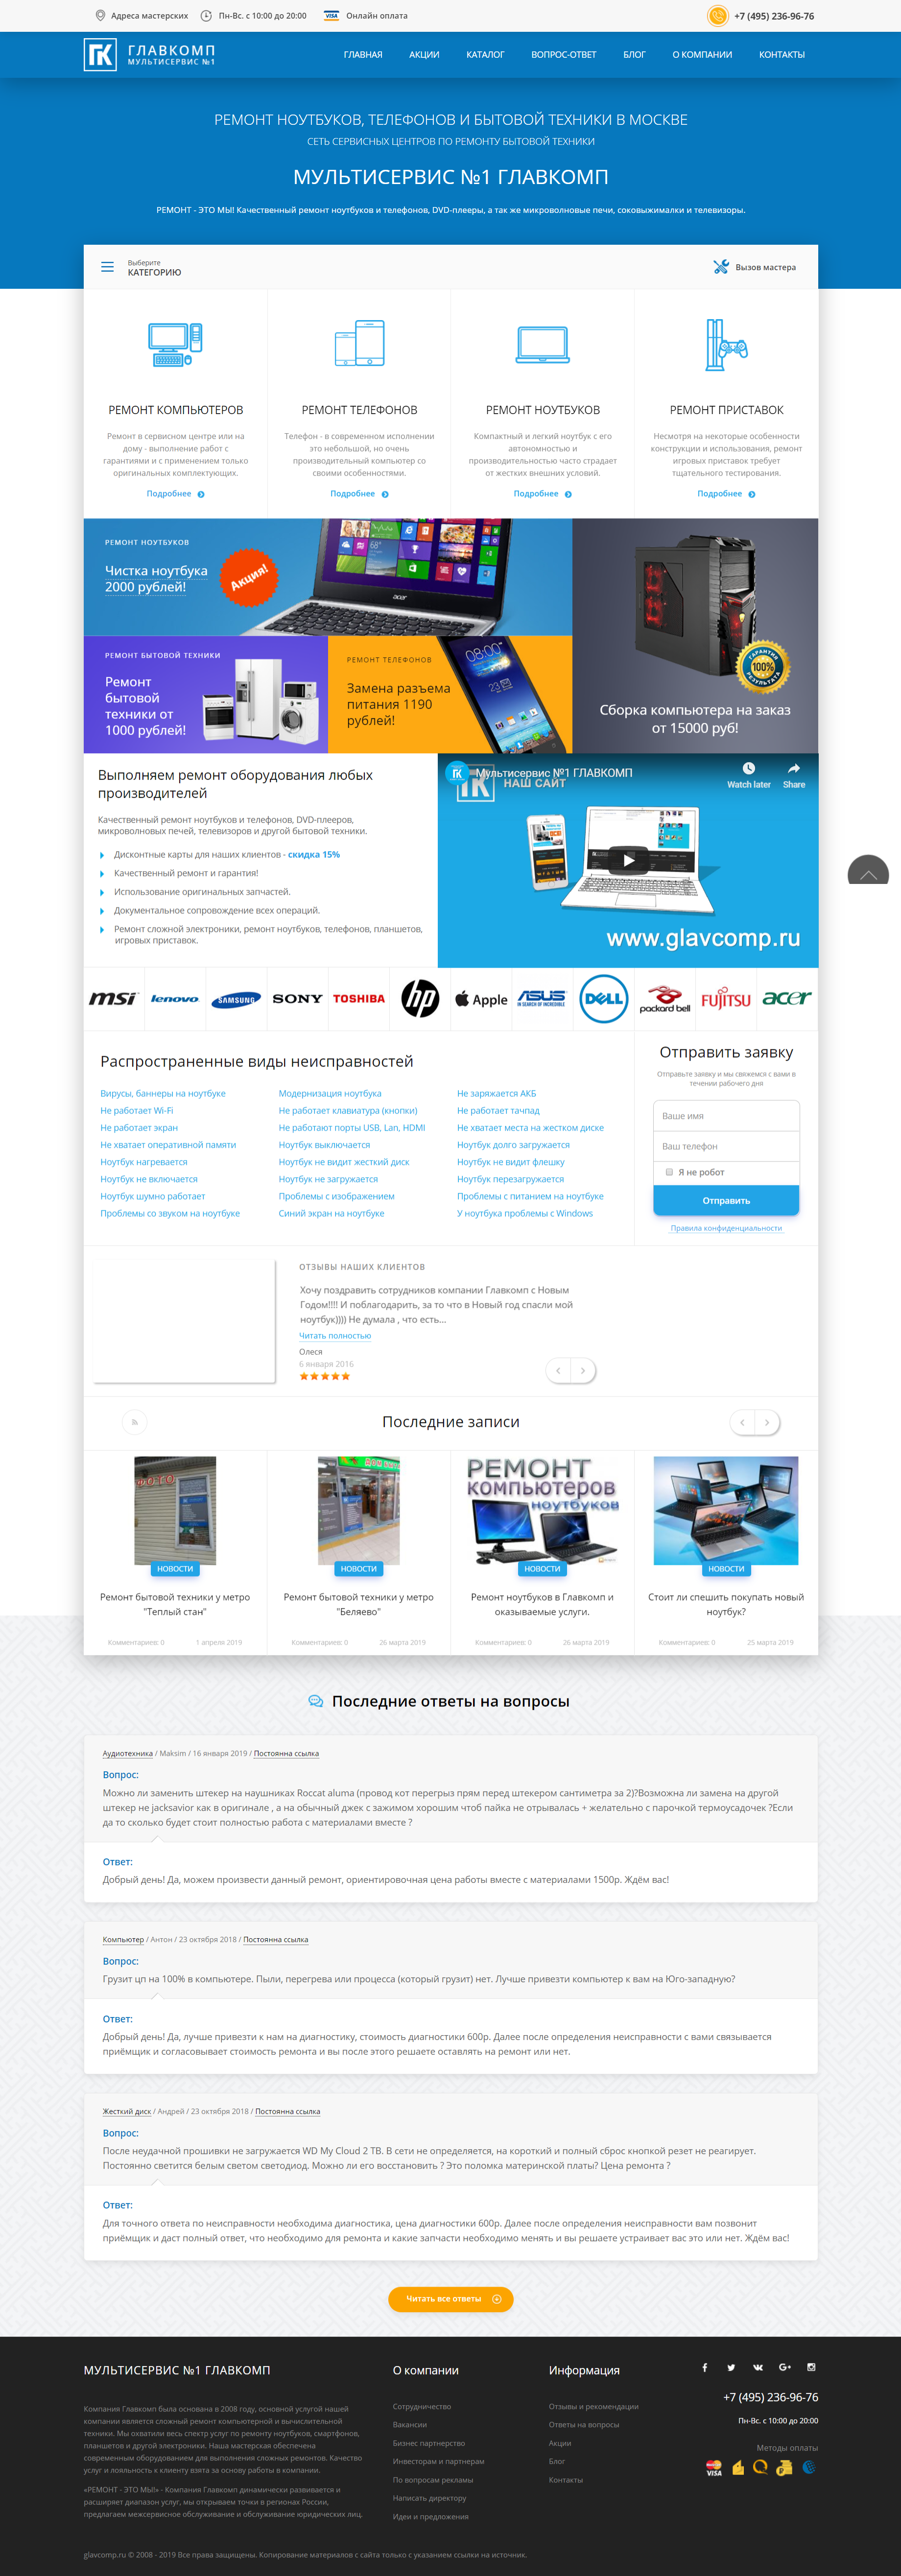 Адреса мастерских
Пн-Вс. с 10:00 до 20:00
VISA
Онлайн оплата
+7 (495) 236-96-76
ГК
ГЛАВКОМП
МУЛЬТИСЕРВИС №1
ГЛАВНАЯ
АКЦИИ
КАТАЛОГ
ВОПРОС-ОТВЕТ
БЛОГ
О КОМПАНИИ
КОНТАКТЫ
РЕМОНТ НОУТБУКОВ, ТЕЛЕФОНОВ И БЫТОВОЙ ТЕХНИКИ В МОСКВЕ
СЕТЬ СЕРВИСНЫХ ЦЕНТРОВ ПО РЕМОНТУ БЫТОВОЙ ТЕХНИКИ
МУЛЬТИСЕРВИС №1 ГЛАВКОМП
РЕМОНТ - ЭТО МЫ! Качественный ремонт ноутбуков и телефонов, DVD-плееры, а так же микроволновые печи, соковыжималки и телевизоры.
Выберите
КАТЕГОРИЮ
Вызов мастера
РЕМОНТ КОМПЬЮТЕРОВ
Ремонт в сервисном центре или на
дому - выполнение работ с
гарантиями и с применением только
оригинальных комплектующих.
Подробнее
РЕМОНТ ТЕЛЕФОНОВ
Телефон - в современном исполнении
это небольшой, но очень
производительный компьютер со
своими особенностями.
Подробнее
РЕМОНТ НОУТБУКОВ
Компактный и легкий ноутбук с его
автономностью и
производительностью часто страдает
от жестких внешних условий.
Подробнее
РЕМОНТ ПРИСТАВОК
Несмотря на некоторые особенности
конструкции и использования, ремонт
игровых приставок требует
тщательного тестирования.
Подробнее
РЕМОНТ НОУТБУКОВ
Чистка ноутбука
2000 рублей!
Акция!
acer
РЕМОНТ БЫТОВОЙ ТЕХНИКИ
Ремонт
бытовой
техники от
1000 рублей!
РЕМОНТ ТЕЛЕФОНОВ
Замена разъема
питания 1190
рублей!
ГАРАНТИЯ
100%
РЕЗУЛЬТАТА
Сборка компьютера на заказ
от 15000 руб!
Выполняем ремонт оборудования любых
производителей
Качественный ремонт ноутбуков и телефонов, DVD-плееров,
микроволновых печей, телевизоров и другой бытовой техники.
Дисконтные карты для наших клиентов - скидка 15%
Качественный ремонт и гарантия!
Использование оригинальных запчастей.
Документальное сопровождение всех операций.
Ремонт сложной электроники, ремонт ноутбуков, телефонов, планшетов,
игровых приставок.
Мультисервис №1 ГЛАВКОМП
НАШ САЙТ
Watch later
Share
www.glavcomp.ru
msi
lenovo
SAMSUNG
SONY
TOSHIBA
hp
Apple
ASUS
IN SEARCH OF INCREDIBLE
DELL
packard bell
FUJITSU
acer
Распространенные виды неисправностей
Вирусы, баннеры на ноутбуке
Не работает Wi-Fi
Не работает экран
Не хватает оперативной памяти
Ноутбук нагревается
Ноутбук не включается
Ноутбук шумно работает
Проблемы со звуком на ноутбуке
Модернизация ноутбука
Не работает клавиатура (кнопки)
Не работают порты USB, Lan, HDMI
Ноутбук выключается
Ноутбук не видит жесткий диск
Ноутбук не загружается
Проблемы с изображением
Синий экран на ноутбуке
Не заряжается АКБ
Не работает тачпад
Не хватает места на жестком диске
Ноутбук долго загружается
Ноутбук не видит флешку
Ноутбук перезагружается
Проблемы с питанием на ноутбуке
У ноутбука проблемы с Windows
Отправить заявку
Отправьте заявку и мы свяжемся с вами в
течении рабочего дня
Ваше имя
Ваш телефон
Я не робот
Отправить
Правила конфиденциальности
ОТЗЫВЫ НАШИХ КЛИЕНТОВ
Хочу поздравить сотрудников компании Главкомп с Новым
Годом!!!! И поблагодарить, за то что в Новый год спасли мой
ноутбук)))) Не думала , что есть...
Читать полностью
Олеся
6 января 2016
Последние записи
ФОТО
НОВОСТИ
Ремонт бытовой техники у метро
"Теплый стан"
Комментариев: 0
1 апреля 2019
НОВОСТИ
Ремонт бытовой техники у метро
"Беляево"
Комментариев: 0
26 марта 2019
РЕМОНТ
компьютеров
ноутбуков
НОВОСТИ
Ремонт ноутбуков в Главкомп и
оказываемые услуги.
Комментариев: 0
26 марта 2019
НОВОСТИ
Стоит ли спешить покупать новый
ноутбук?
Комментариев: 0
25 марта 2019
Последние ответы на вопросы
Аудиотехника / Maksim / 16 января 2019 / Постоянна ссылка
Вопрос:
Можно ли заменить штекер на наушниках Roccat aluma (провод кот перегрыз прям перед штекером сантиметра за 2)?Возможна ли замена на другой
штекер не jacksavior как в оригинале , а на обычный джек с зажимом хорошим чтоб пайка не отрывалась + желательно с парочкой термоусадочек ?Если
да то сколько будет стоит полностью работа с материалами вместе ?
Ответ:
Добрый день! Да, можем произвести данный ремонт, ориентировочная цена работы вместе с материалами 1500р. Ждём вас!
Компьютер / Антон / 23 октября 2018 / Постоянна ссылка
Вопрос:
Грузит цп на 100% в компьютере. Пыли, перегрева или процесса (который грузит) нет. Лучше привезти компьютер к вам на Юго-западную?
Ответ:
Добрый день! Да, лучше привезти к нам на диагностику, стоимость диагностики 600р. Далее после определения неисправности с вами связывается
приёмщик и согласовывает стоимость ремонта и вы после этого решаете оставлять на ремонт или нет.
Жесткий диск / Андрей / 23 октября 2018 / Постоянна ссылка
Вопрос:
После неудачной прошивки не загружается WD My Cloud 2 ТВ. В сети не определяется, на короткий и полный сброс кнопкой резет не реагирует.
Постоянно светится белым светом светодиод. Можно ли его восстановить ? Это поломка материнской платы? Цена ремонта ?
Ответ:
Для точного ответа по неисправности необходима диагностика, цена диагностики 600р. Далее после определения неисправности вам позвонит
приёмщик и даст полный ответ, что необходимо для ремонта и какие запчасти необходимо менять и вы решаете устраивает вас это или нет. Ждём вас!
Читать все ответы
МУЛЬТИСЕРВИС №1 ГЛАВКОМП
Компания Главкомп была основана в 2008 году, основной услугой нашей
компании является сложный ремонт компьютерной и вычислительной
техники. Мы охватили весь спектр услуг по ремонту ноутбуков, смартфонов,
планшетов и другой электроники. Наша мастерская обеспечена
современным оборудованием для выполнения сложных ремонтов. Качество
услуг и лояльность к клиенту взята за основу работы в компании.
«РЕМОНТ - ЭТО МЫ!» - Компания Главкомп динамически развивается и
расширяет диапазон услуг, мы открываем точки в регионах России,
предлагаем межсервисное обслуживание и обслуживание юридических лиц.
О компании
Сотрудничество
Вакансии
Бизнес партнерство
Инвесторам и партнерам
По вопросам рекламы
Написать директору
Идеи и предложения
Информация
Отзывы и рекомендации
Ответы на вопросы
Акции
Блог
Контакты
+7 (495) 236-96-76
Пн-Вс. с 10:00 до 20:00
Методы оплаты
VISA
glavcomp.ru © 2008 - 2019 Все права защищены. Копирование материалов с сайта только с указанием ссылки на источник.